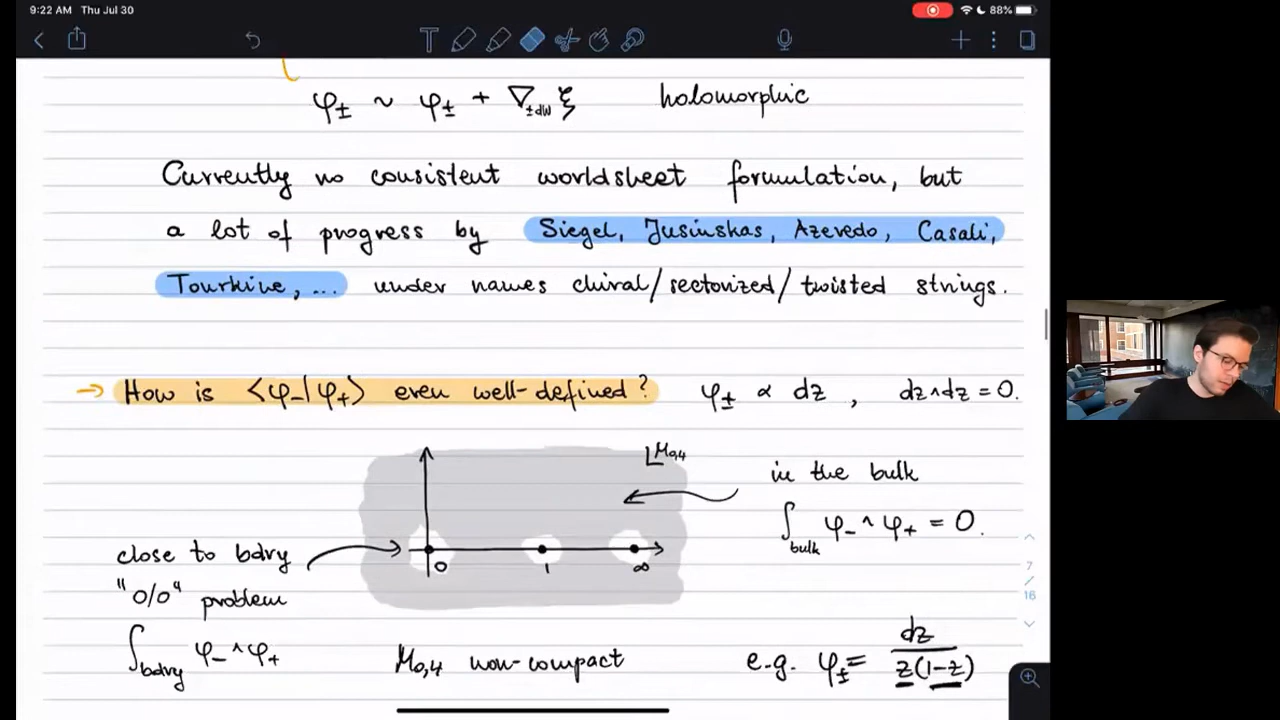 9:22 AM Thu Jul 30
88%
φ± ~ φ± + ∇±dW ξ holomorphic
Currently no consistent worldsheet formulation, but
a lot of progress by Siegel, Jusinskas, Azevedo, Casali,
Tourkine, ... under names chiral/sectorized/twisted strings.
→ How is ⟨φ-|φ+⟩ even well-defined? φ± ∝ dz, dz∧dz = 0.
M0,4
in the bulk
∫bulk φ- ∧ φ+ = 0.
close to bdry
"0/0" problem
∫bdry φ- ∧ φ+
0 1 ∞
M0,4 non-compact
e.g. φ± = dz / z(1-z)
7
/
16